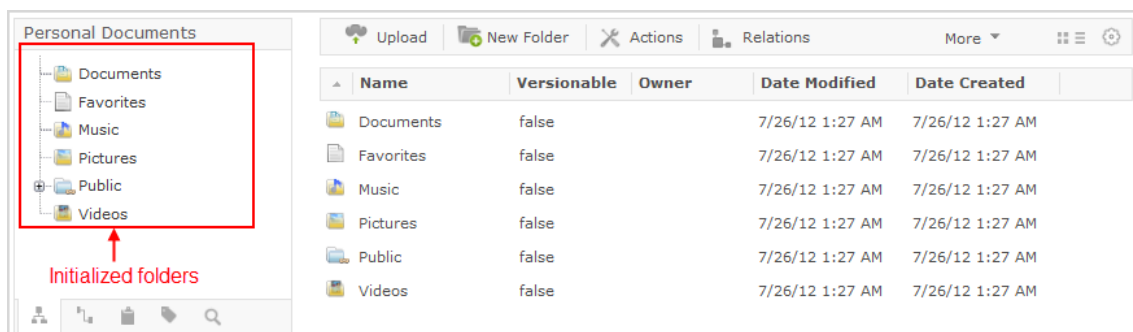 Personal Documents
Documents
Favorites
Music
Pictures
Public
Videos
Initialized folders
Upload New Folder Actions Relations More
Name Versionable Owner Date Modified Date Created
Documents false 7/26/12 1:27 AM 7/26/12 1:27 AM
Favorites false 7/26/12 1:27 AM 7/26/12 1:27 AM
Music false 7/26/12 1:27 AM 7/26/12 1:27 AM
Pictures false 7/26/12 1:27 AM 7/26/12 1:27 AM
Public false 7/26/12 1:27 AM 7/26/12 1:27 AM
Videos false 7/26/12 1:27 AM 7/26/12 1:27 AM